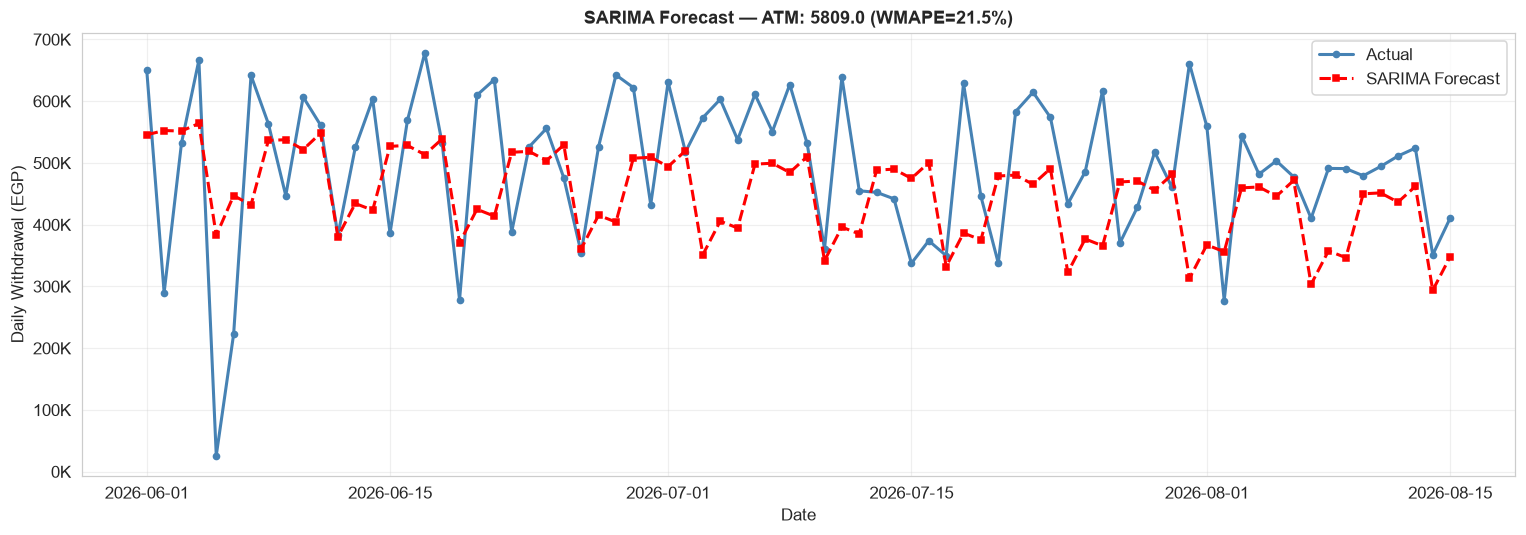 SARIMA Forecast — ATM: 5809.0 (WMAPE=21.5%)
Actual
SARIMA Forecast
Daily Withdrawal (EGP)
700K
600K
500K
400K
300K
200K
100K
0K
2026-06-01
2026-06-15
2026-07-01
2026-07-15
2026-08-01
2026-08-15
Date